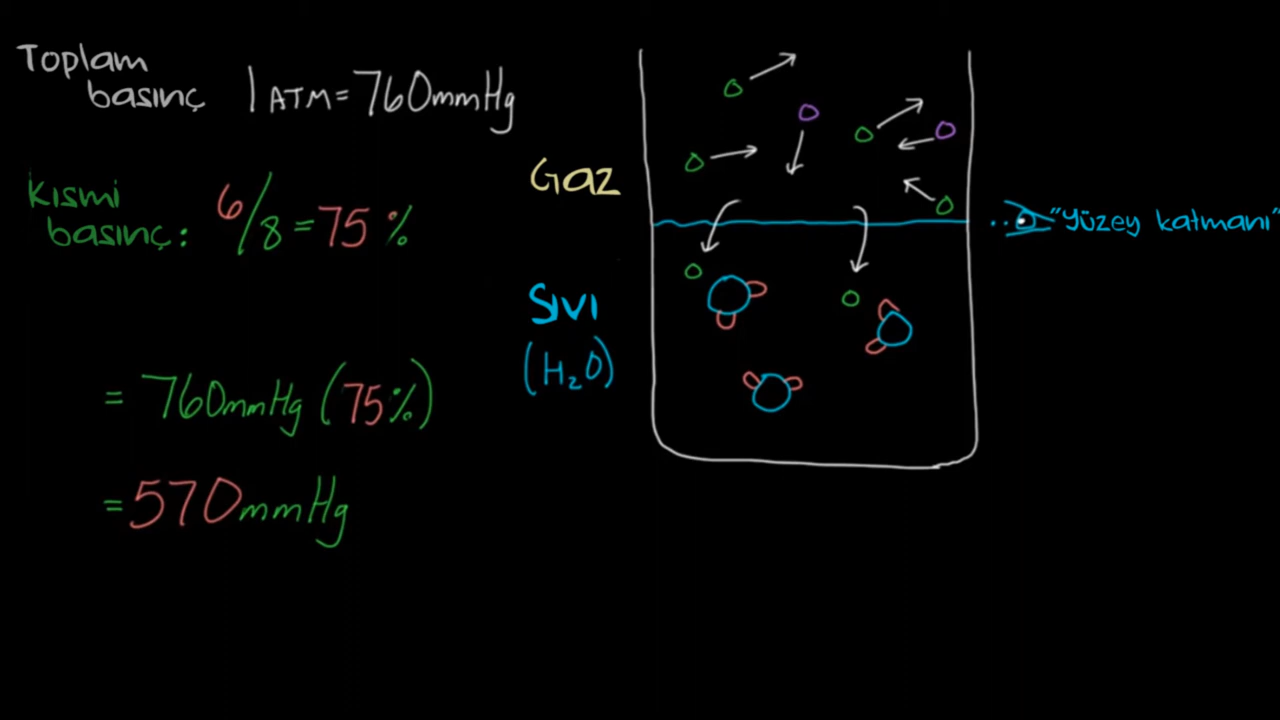 Toplam
basınç 1 ATM = 760mmHg
Kısmi
basınç: 6/8 = 75 %
= 760mmHg (75%)
= 570mmHg
Gaz
Sıvı
(H₂O)
"Yüzey katmanı"